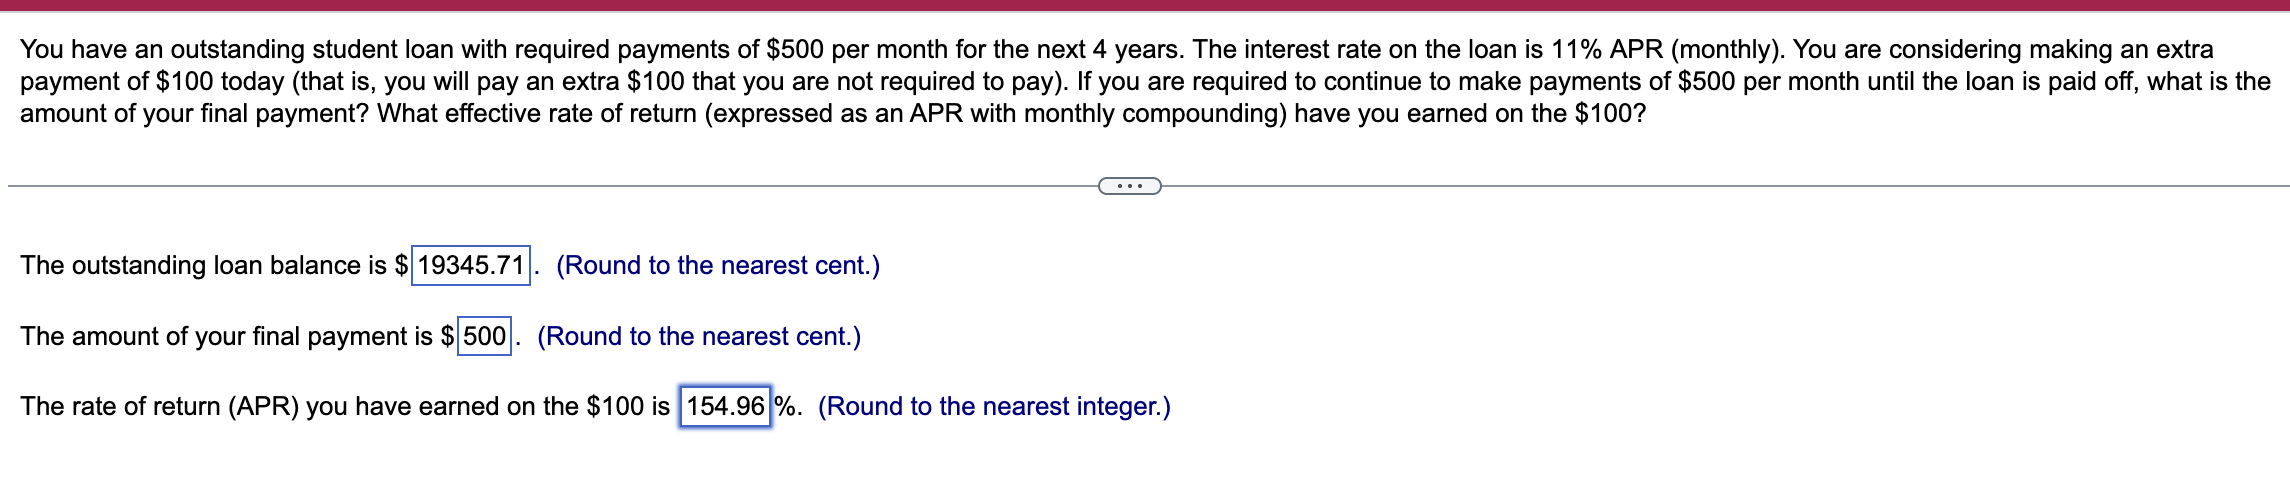 You have an outstanding student loan with required payments of $500 per month for the next 4 years. The interest rate on the loan is 11% APR (monthly). You are considering making an extra
payment of $100 today (that is, you will pay an extra $100 that you are not required to pay). If you are required to continue to make payments of $500 per month until the loan is paid off, what is the
amount of your final payment? What effective rate of return (expressed as an APR with monthly compounding) have you earned on the $100?
The outstanding loan balance is $ 19345.71 . (Round to the nearest cent.)
The amount of your final payment is $ 500 . (Round to the nearest cent.)
The rate of return (APR) you have earned on the $100 is 154.96 %. (Round to the nearest integer.)